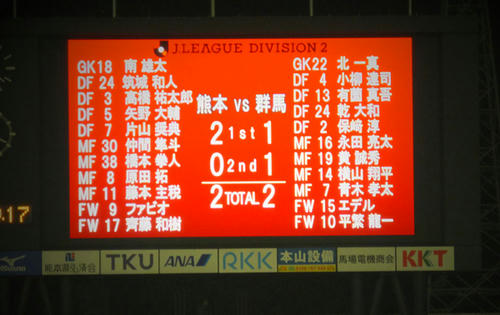 J.LEAGUE DIVISION 2
GK18 南 雄太
DF 24 筑城 和人
DF 3 高橋 祐太郎
DF 5 矢野 大輔
DF 7 片山 奨典
MF 30 仲間 隼斗
MF 38 橋本 拳人
MF 8 原田 拓
MF 11 藤本 主税
FW 9 ファビオ
FW 17 齊藤 和樹
熊本 VS 群馬
2 1st 1
0 2nd 1
2 TOTAL 2
GK22 北 一真
DF 4 小柳 達司
DF 13 有薗 真吾
DF 24 乾 大和
DF 2 保﨑 淳
MF 16 永田 亮太
MF 19 黄 誠秀
MF 14 横山 翔平
MF 7 青木 孝太
FW 15 エデル
FW 10 平繁 龍一
.17
mizuno
TKU
ANA
RKK
本山設備
馬場電機商会
KKT